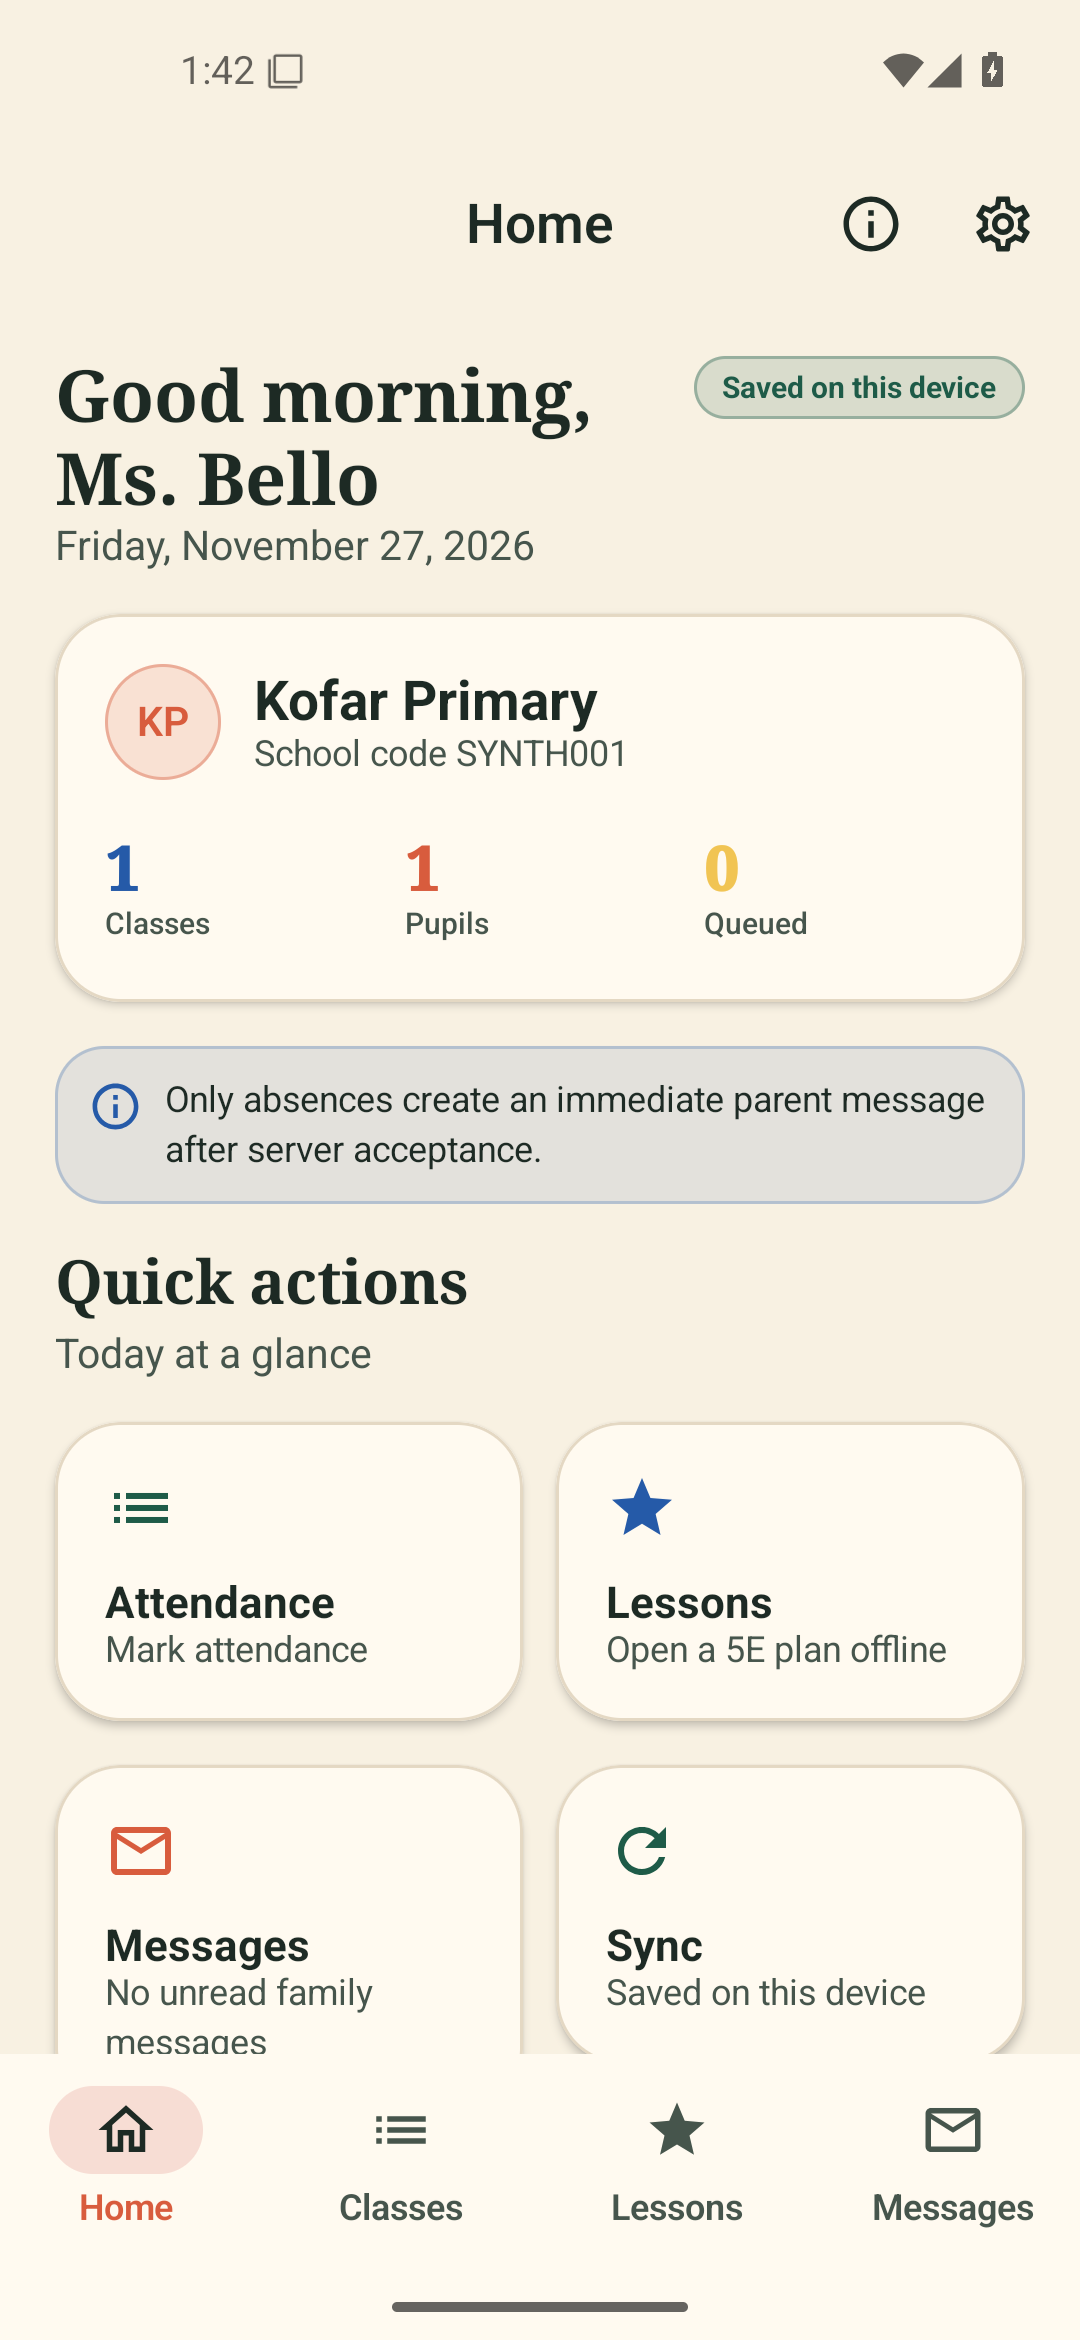 1:42
Home
Good morning,
Ms. Bello
Saved on this device
Friday, November 27, 2026
KP
Kofar Primary
School code SYNTH001
1
Classes
1
Pupils
0
Queued
Only absences create an immediate parent message
after server acceptance.
Quick actions
Today at a glance
Attendance
Mark attendance
Lessons
Open a 5E plan offline
Messages
No unread family
messages
Sync
Saved on this device
Home
Classes
Lessons
Messages